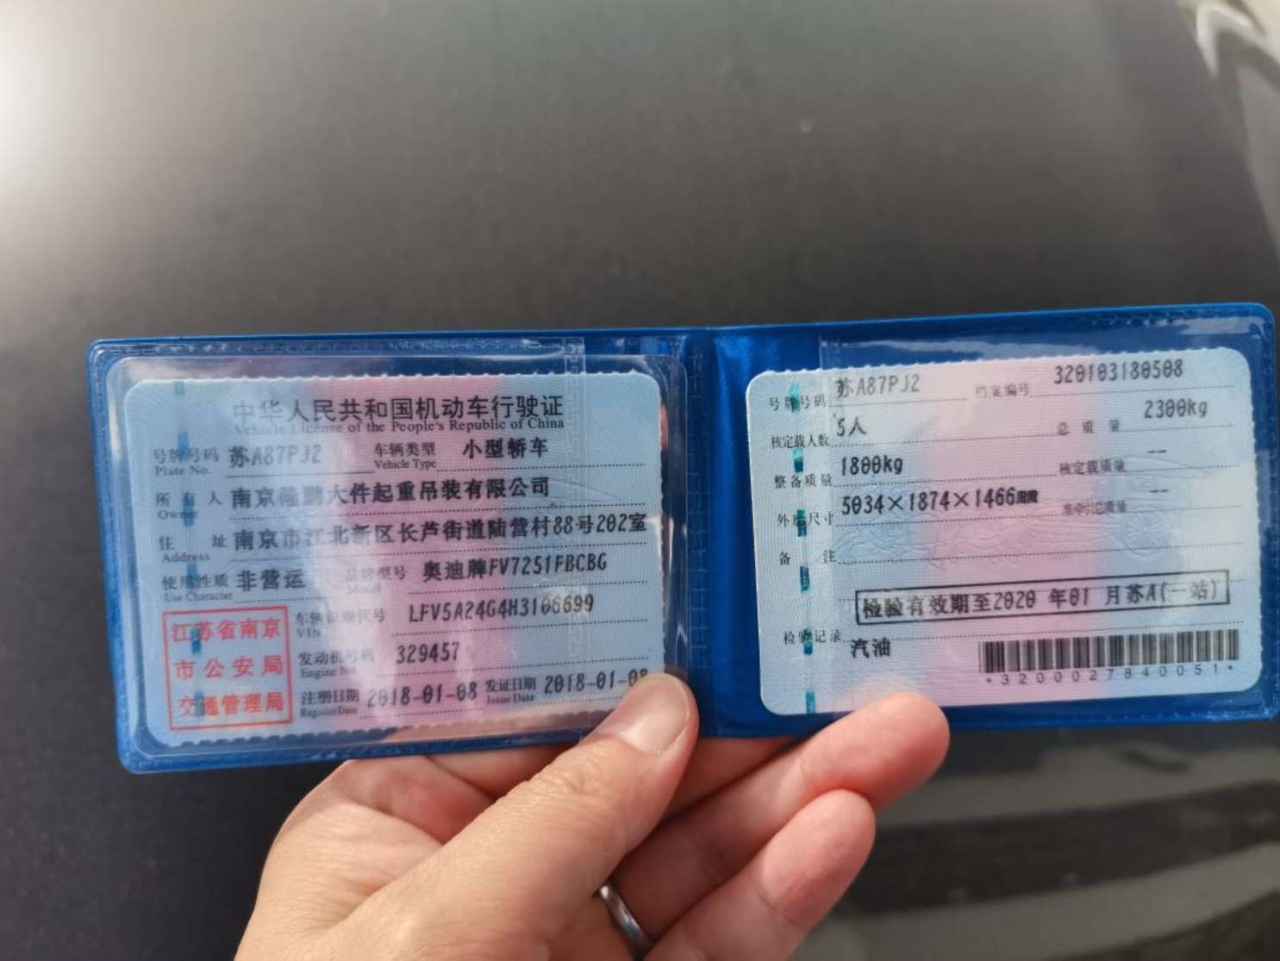 中华人民共和国机动车行驶证
Vehicle License of the People's Republic of China
号牌号码 苏A87PJ2 车辆类型 小型轿车
Plate No. Vehicle Type
所有人 南京 大件起重吊装有限公司
Owner
住址 南京市江北新区长芦街道陆营村88号202室
Address
使用性质 非营运 品牌型号 奥迪牌FV7251FBCBG
Use Character Model
车辆识别代号 LFV5A24G4H3106699
VIN
发动机号码 329457
Engine No.
注册日期 2018-01-08 发证日期 2018-01-08
Register Date Issue Date
江苏省南京
市公安局
交通管理局
号牌号码 苏A87PJ2 档案编号 320103180508
核定载人数 5人 总质量 2300kg
整备质量 1800kg 核定载质量 --
外廓尺寸 5034×1874×1466mm 准牵引总质量 --
备注
检验有效期至2020年01月苏A(一站)
检验记录 汽油
*3200027840051*